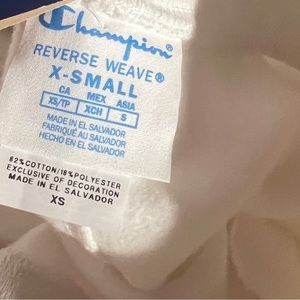 Champion®
REVERSE WEAVE®
X-SMALL
CA MEX ASIA
XS/TP XCH S
MADE IN EL SALVADOR
FABRIQUÉ AU SALVADOR
HECHO EN EL SALVADOR
82%COTTON/18%POLYESTER
EXCLUSIVE OF DECORATION
MADE IN EL SALVADOR
XS